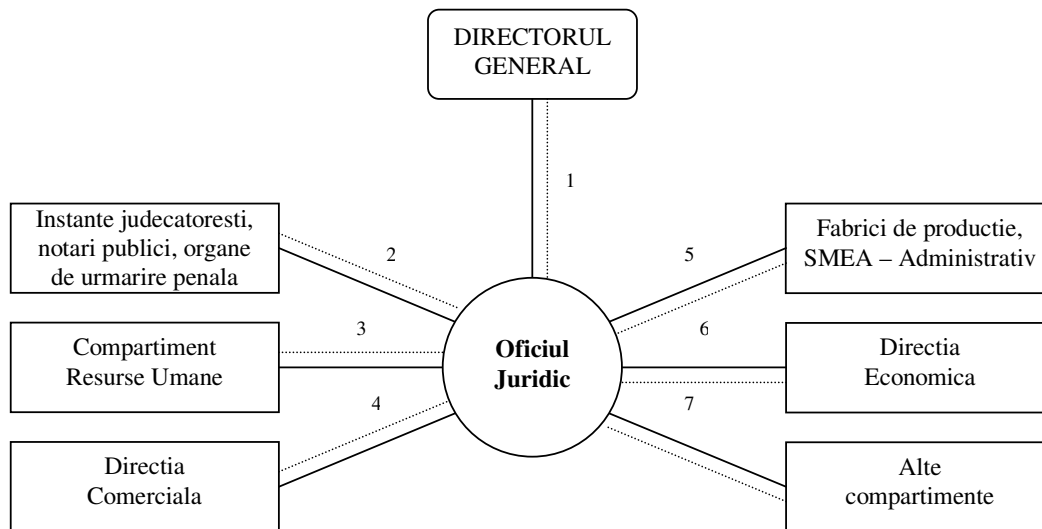 DIRECTORUL
GENERAL
1
Instante judecatoresti,
notari publici, organe
de urmarire penala
2
5
Fabrici de productie,
SMEA – Administrativ
3
6
Compartiment
Resurse Umane
Oficiul
Juridic
Directia
Economica
4
7
Directia
Comerciala
Alte
compartimente